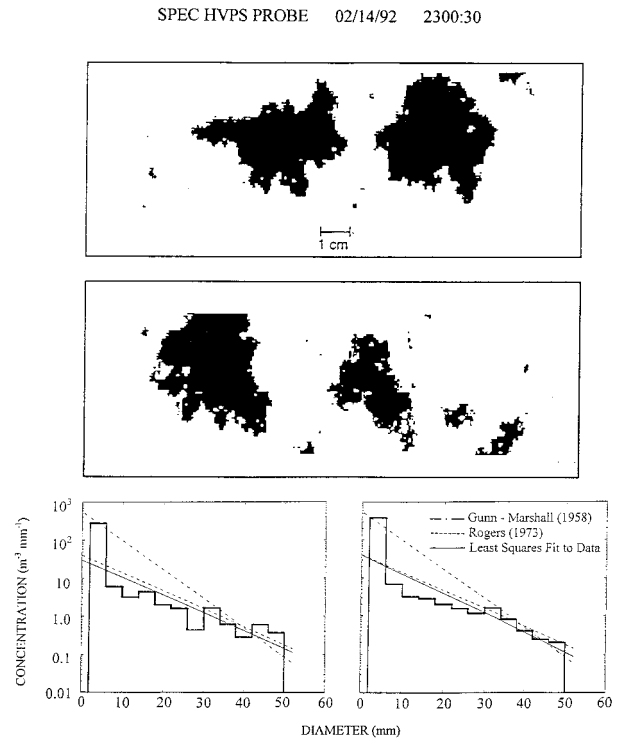 SPEC HVPS PROBE 02/14/92 2300:30
1 cm
CONCENTRATION (m⁻³ mm⁻¹)
10³
10²
10
1.0
0.1
0.01
0 10 20 30 40 50 60
Gunn - Marshall (1958)
Rogers (1973)
Least Squares Fit to Data
0 10 20 30 40 50 60
DIAMETER (mm)